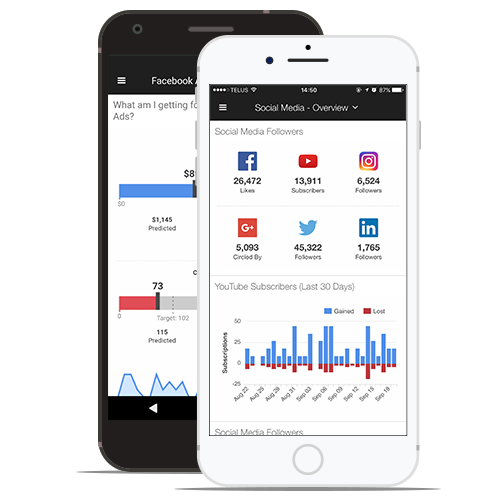 Facebook A
What am I getting fo
Ads?
$8
$0
$1,145
Predicted
73
Target: 102
115
Predicted
TELUS
14:50
87%
Social Media - Overview
Social Media Followers
26,472
Likes
13,911
Subscribers
6,524
Followers
5,093
Circled By
45,322
Followers
1,765
Followers
YouTube Subscribers (Last 30 Days)
Gained
Lost
Subscriptions
50
25
0
-25
Aug 22
Aug 25
Aug 28
Aug 31
Sep 03
Sep 06
Sep 09
Sep 12
Sep 15
Sep 18
Social Media Followers